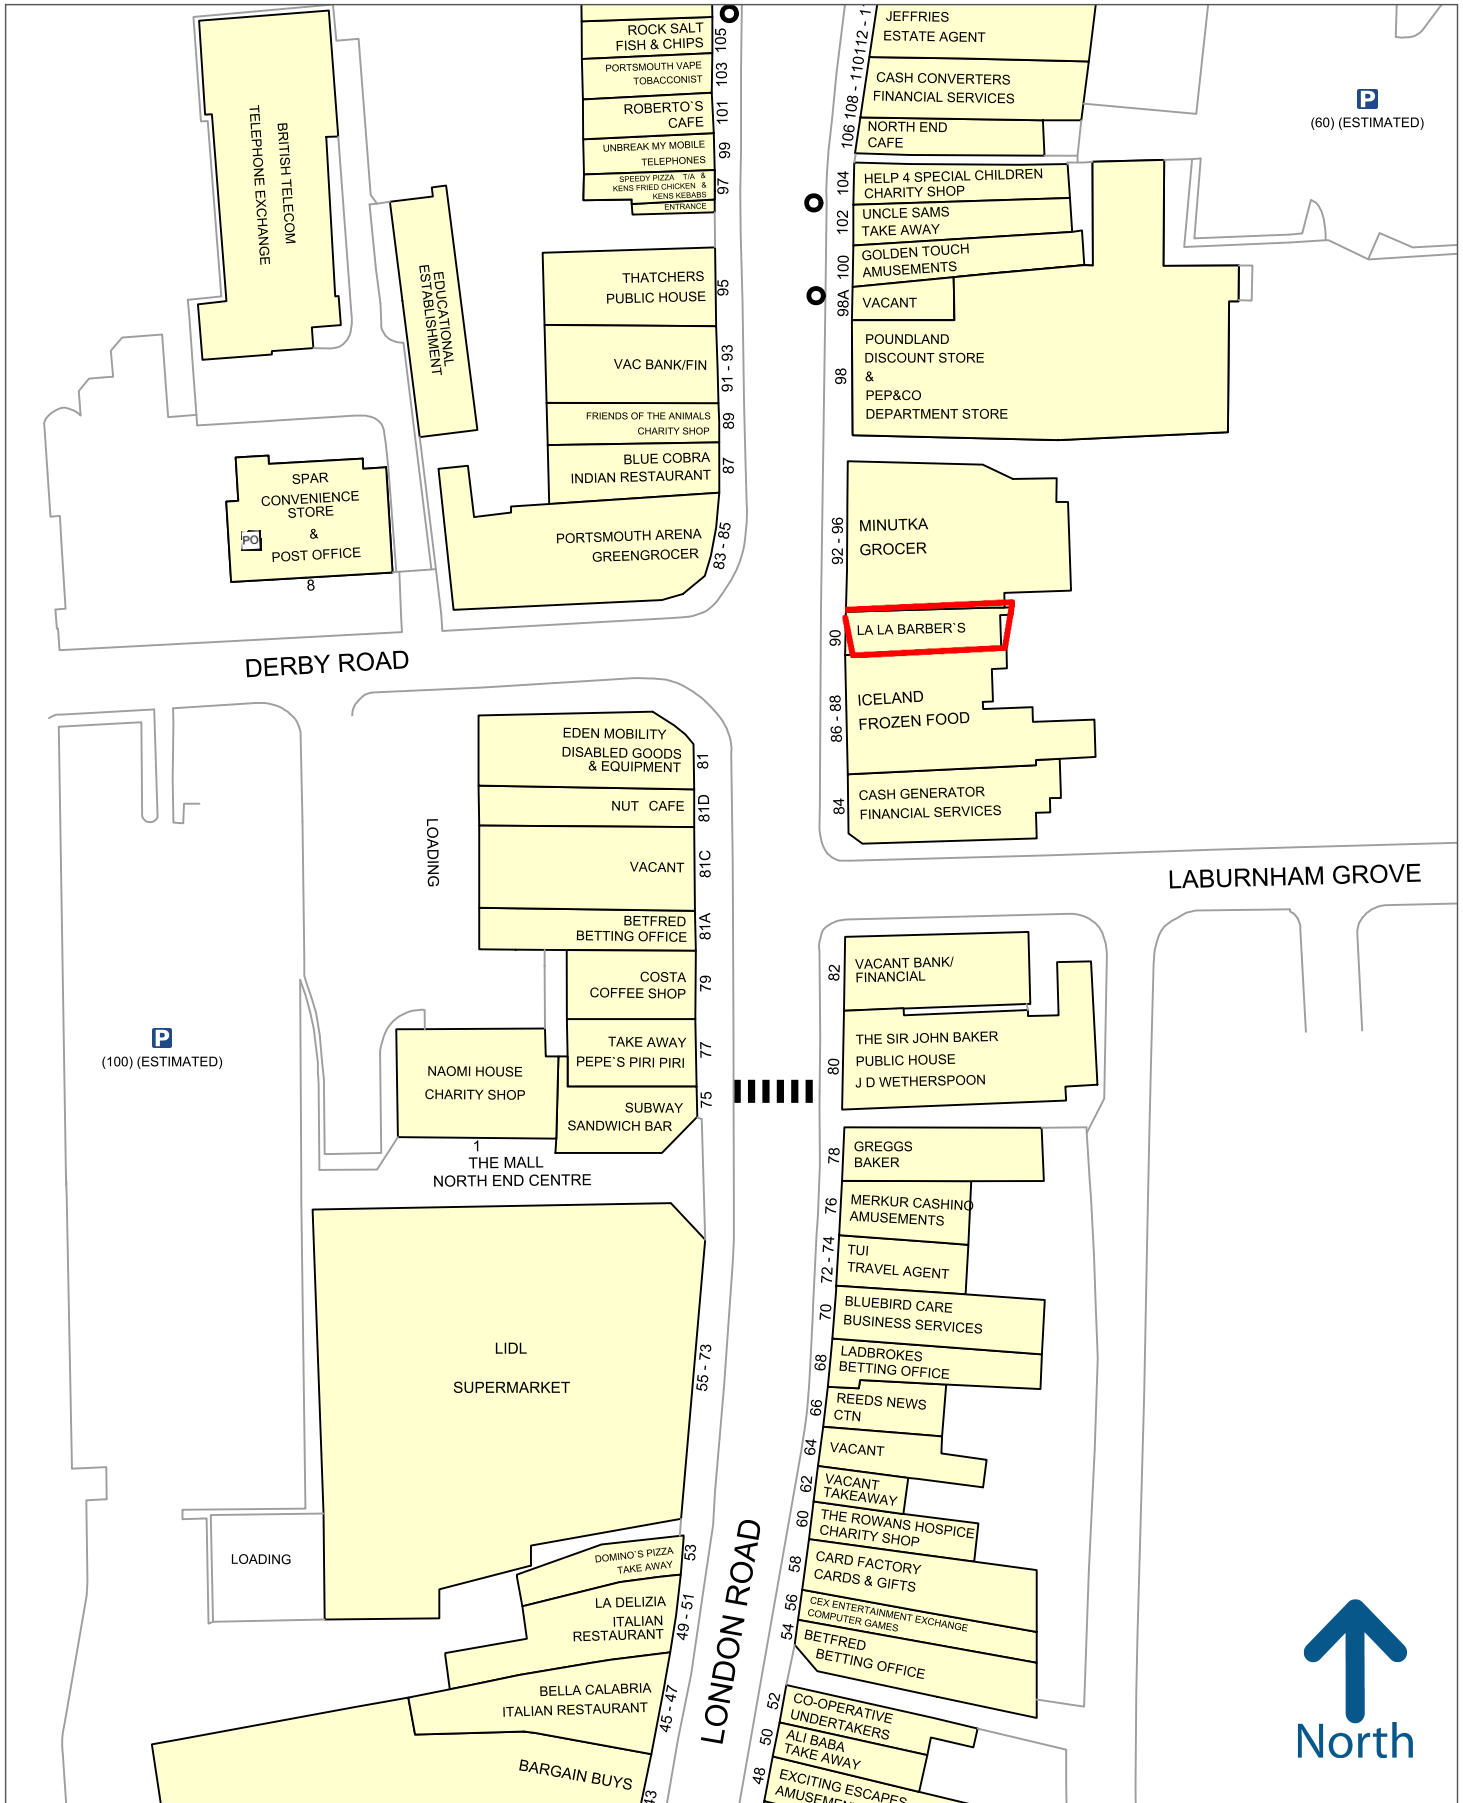 ROCK SALT
FISH & CHIPS
105
PORTSMOUTH VAPE
TOBACCONIST
103
ROBERTO`S
CAFE
101
UNBREAK MY MOBILE
TELEPHONES
99
SPEEDY PIZZA T/A &
KENS FRIED CHICKEN &
KENS KEBABS
97
ENTRANCE
THATCHERS
PUBLIC HOUSE
95
VAC BANK/FIN
91 - 93
FRIENDS OF THE ANIMALS
CHARITY SHOP
89
BLUE COBRA
INDIAN RESTAURANT
87
PORTSMOUTH ARENA
GREENGROCER
83 - 85
BRITISH TELECOM
TELEPHONE EXCHANGE
EDUCATIONAL
ESTABLISHMENT
SPAR
CONVENIENCE
STORE
&
POST OFFICE
PO
8
JEFFRIES
ESTATE AGENT
112 - 1
CASH CONVERTERS
FINANCIAL SERVICES
108 - 110
NORTH END
CAFE
106
HELP 4 SPECIAL CHILDREN
CHARITY SHOP
104
UNCLE SAMS
TAKE AWAY
102
GOLDEN TOUCH
AMUSEMENTS
100
VACANT
98A
POUNDLAND
DISCOUNT STORE
&
PEP&CO
DEPARTMENT STORE
98
P
(60) (ESTIMATED)
MINUTKA
GROCER
92 - 96
LA LA BARBER`S
90
ICELAND
FROZEN FOOD
86 - 88
CASH GENERATOR
FINANCIAL SERVICES
84
DERBY ROAD
LABURNHAM GROVE
EDEN MOBILITY
DISABLED GOODS
& EQUIPMENT
81
NUT CAFE
81D
VACANT
81C
BETFRED
BETTING OFFICE
81A
LOADING
COSTA
COFFEE SHOP
79
TAKE AWAY
PEPE`S PIRI PIRI
77
SUBWAY
SANDWICH BAR
75
NAOMI HOUSE
CHARITY SHOP
1
THE MALL
NORTH END CENTRE
P
(100) (ESTIMATED)
VACANT BANK/
FINANCIAL
82
THE SIR JOHN BAKER
PUBLIC HOUSE
J D WETHERSPOON
80
GREGGS
BAKER
78
MERKUR CASHINO
AMUSEMENTS
76
TUI
TRAVEL AGENT
72 - 74
BLUEBIRD CARE
BUSINESS SERVICES
70
LADBROKES
BETTING OFFICE
68
REEDS NEWS
CTN
66
VACANT
64
VACANT
TAKEAWAY
62
THE ROWANS HOSPICE
CHARITY SHOP
60
CARD FACTORY
CARDS & GIFTS
58
CEX ENTERTAINMENT EXCHANGE
COMPUTER GAMES
56
BETFRED
BETTING OFFICE
54
CO-OPERATIVE
UNDERTAKERS
52
ALI BABA
TAKE AWAY
50
EXCITING ESCAPES
48
LIDL
SUPERMARKET
55 - 73
LOADING
DOMINO`S PIZZA
TAKE AWAY
53
LA DELIZIA
ITALIAN
RESTAURANT
49 - 51
BELLA CALABRIA
ITALIAN RESTAURANT
45 - 47
BARGAIN BUYS
43
LONDON ROAD
North